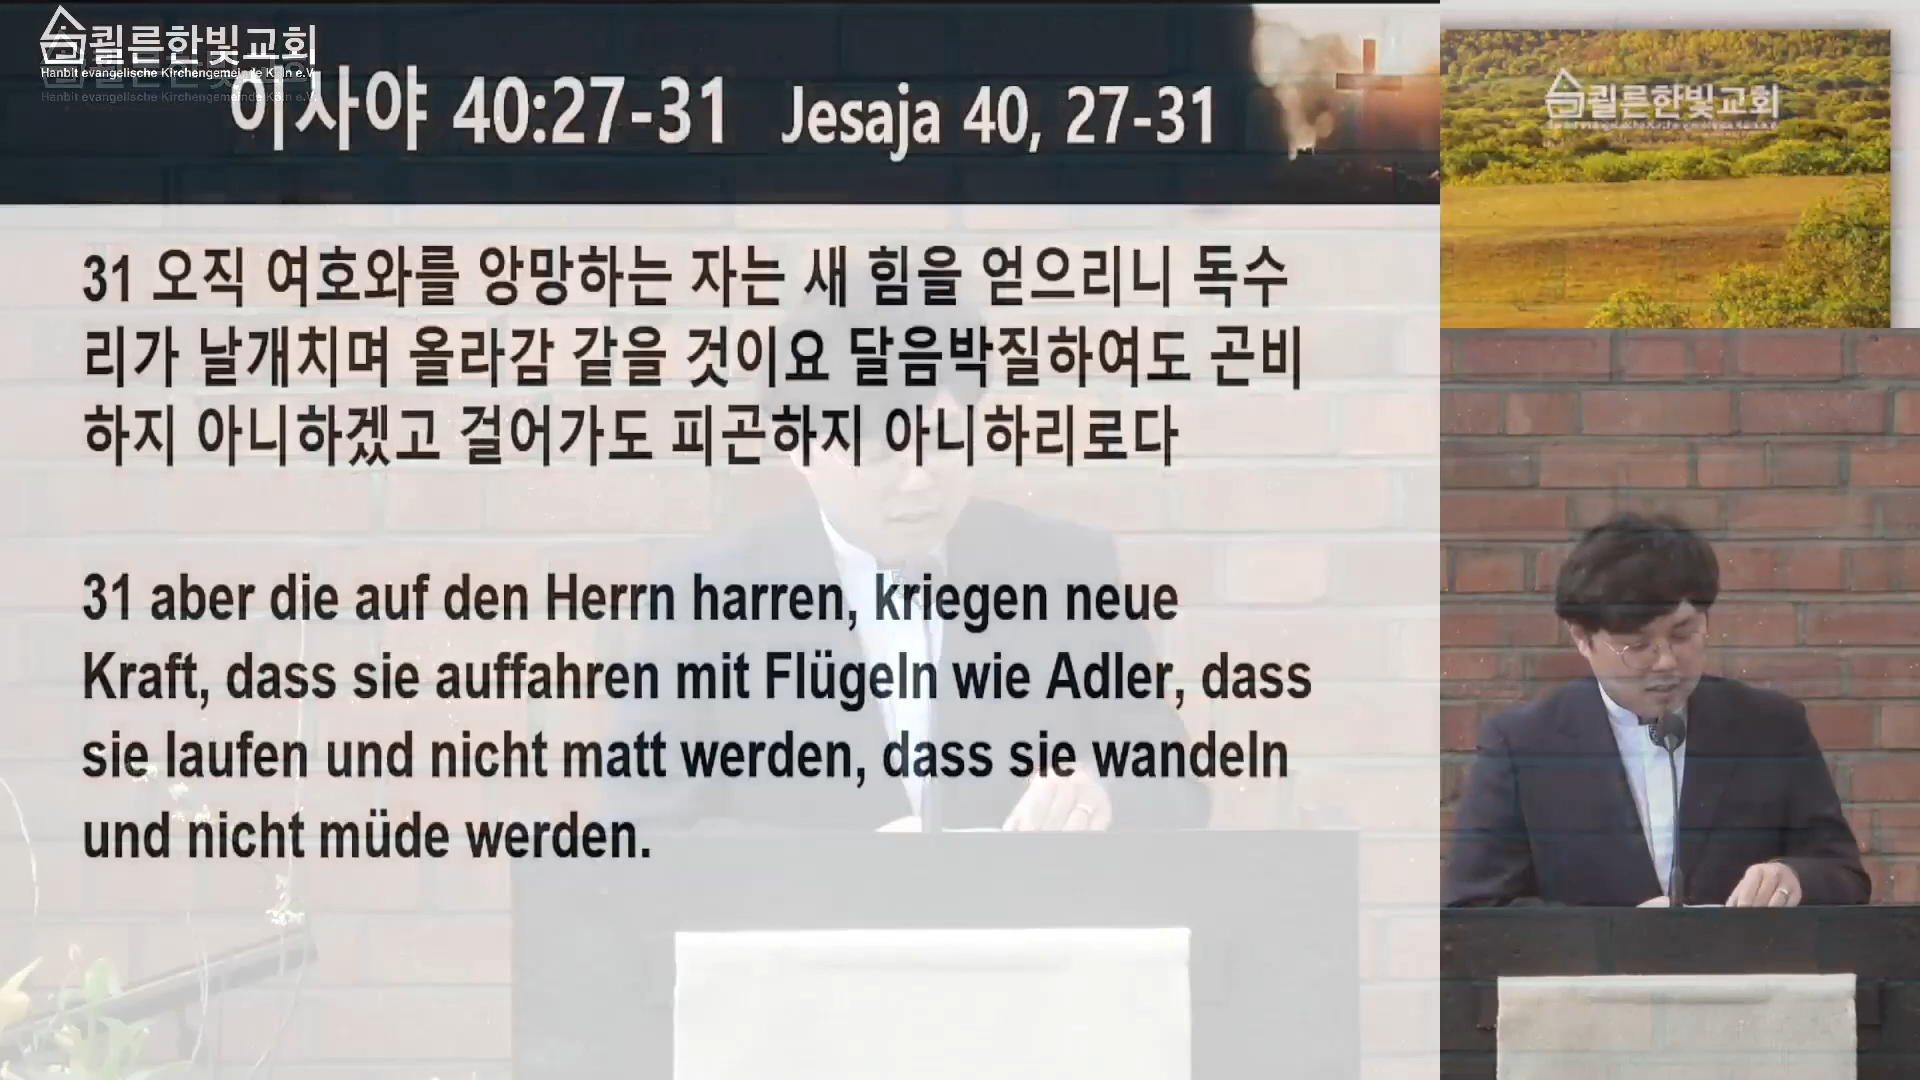 쾰른한빛교회
Hanbit evangelische Kirchengemeinde Köln e.V.
이사야 40:27-31 Jesaja 40, 27-31
쾰른한빛교회
31 오직 여호와를 앙망하는 자는 새 힘을 얻으리니 독수
리가 날개치며 올라감 같을 것이요 달음박질하여도 곤비
하지 아니하겠고 걸어가도 피곤하지 아니하리로다
31 aber die auf den Herrn harren, kriegen neue
Kraft, dass sie auffahren mit Flügeln wie Adler, dass
sie laufen und nicht matt werden, dass sie wandeln
und nicht müde werden.